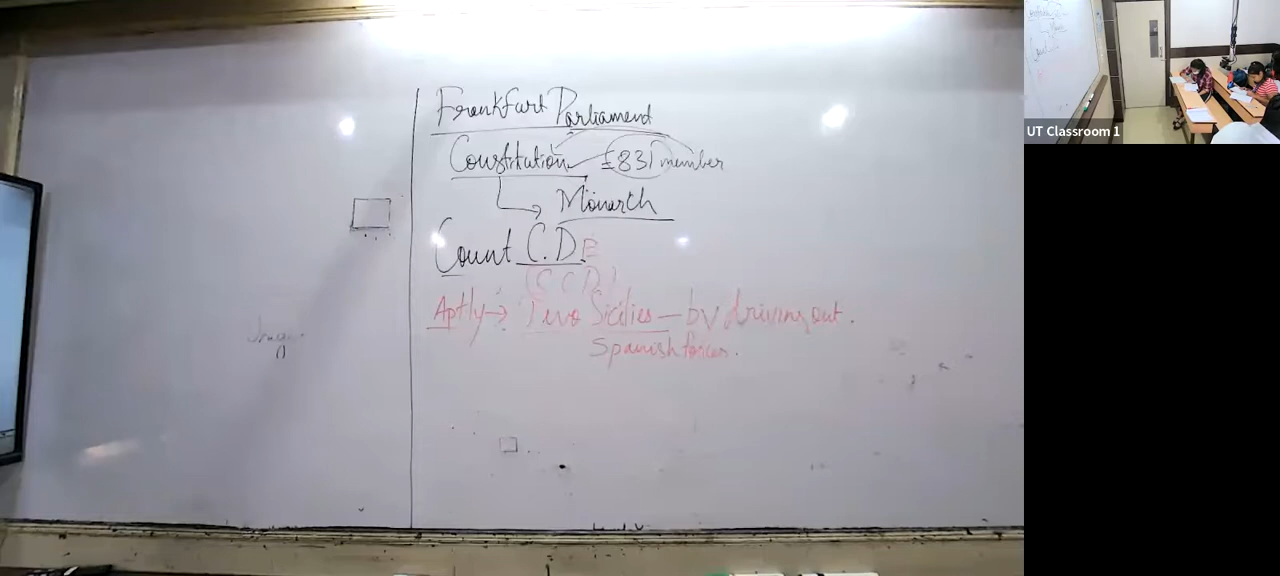 Frankfurt Parliament
Constitution 831 member
Monarch
Count C.D.
(C C D)
Aptly → Two Sicilies - by driving out.
Spanish forces.
UT Classroom 1